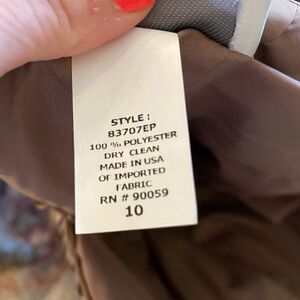 STYLE :
83707EP
100 % POLYESTER
DRY CLEAN
MADE IN USA
OF IMPORTED
FABRIC
RN # 90059
10